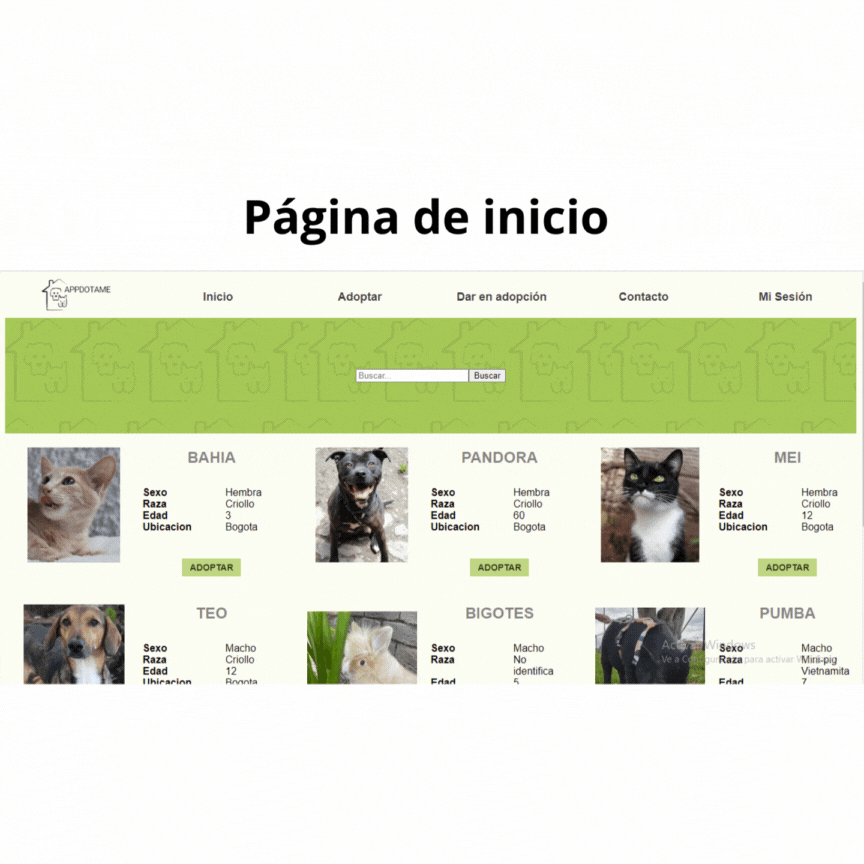 Página de inicio
APPDOTAME
Inicio Adoptar Dar en adopción Contacto Mi Sesión
Buscar... Buscar
BAHIA
Sexo Hembra
Raza Criollo
Edad 3
Ubicacion Bogota
ADOPTAR
PANDORA
Sexo Hembra
Raza Criollo
Edad 60
Ubicacion Bogota
ADOPTAR
MEI
Sexo Hembra
Raza Criollo
Edad 12
Ubicacion Bogota
ADOPTAR
TEO
Sexo Macho
Raza Criollo
Edad 12
Ubicacion Bogota
BIGOTES
Sexo Macho
Raza No
identifica
Edad 5
PUMBA
Sexo Macho
Raza Mini-pig
Vietnamita
Edad 7
Windows
Ve a para activar